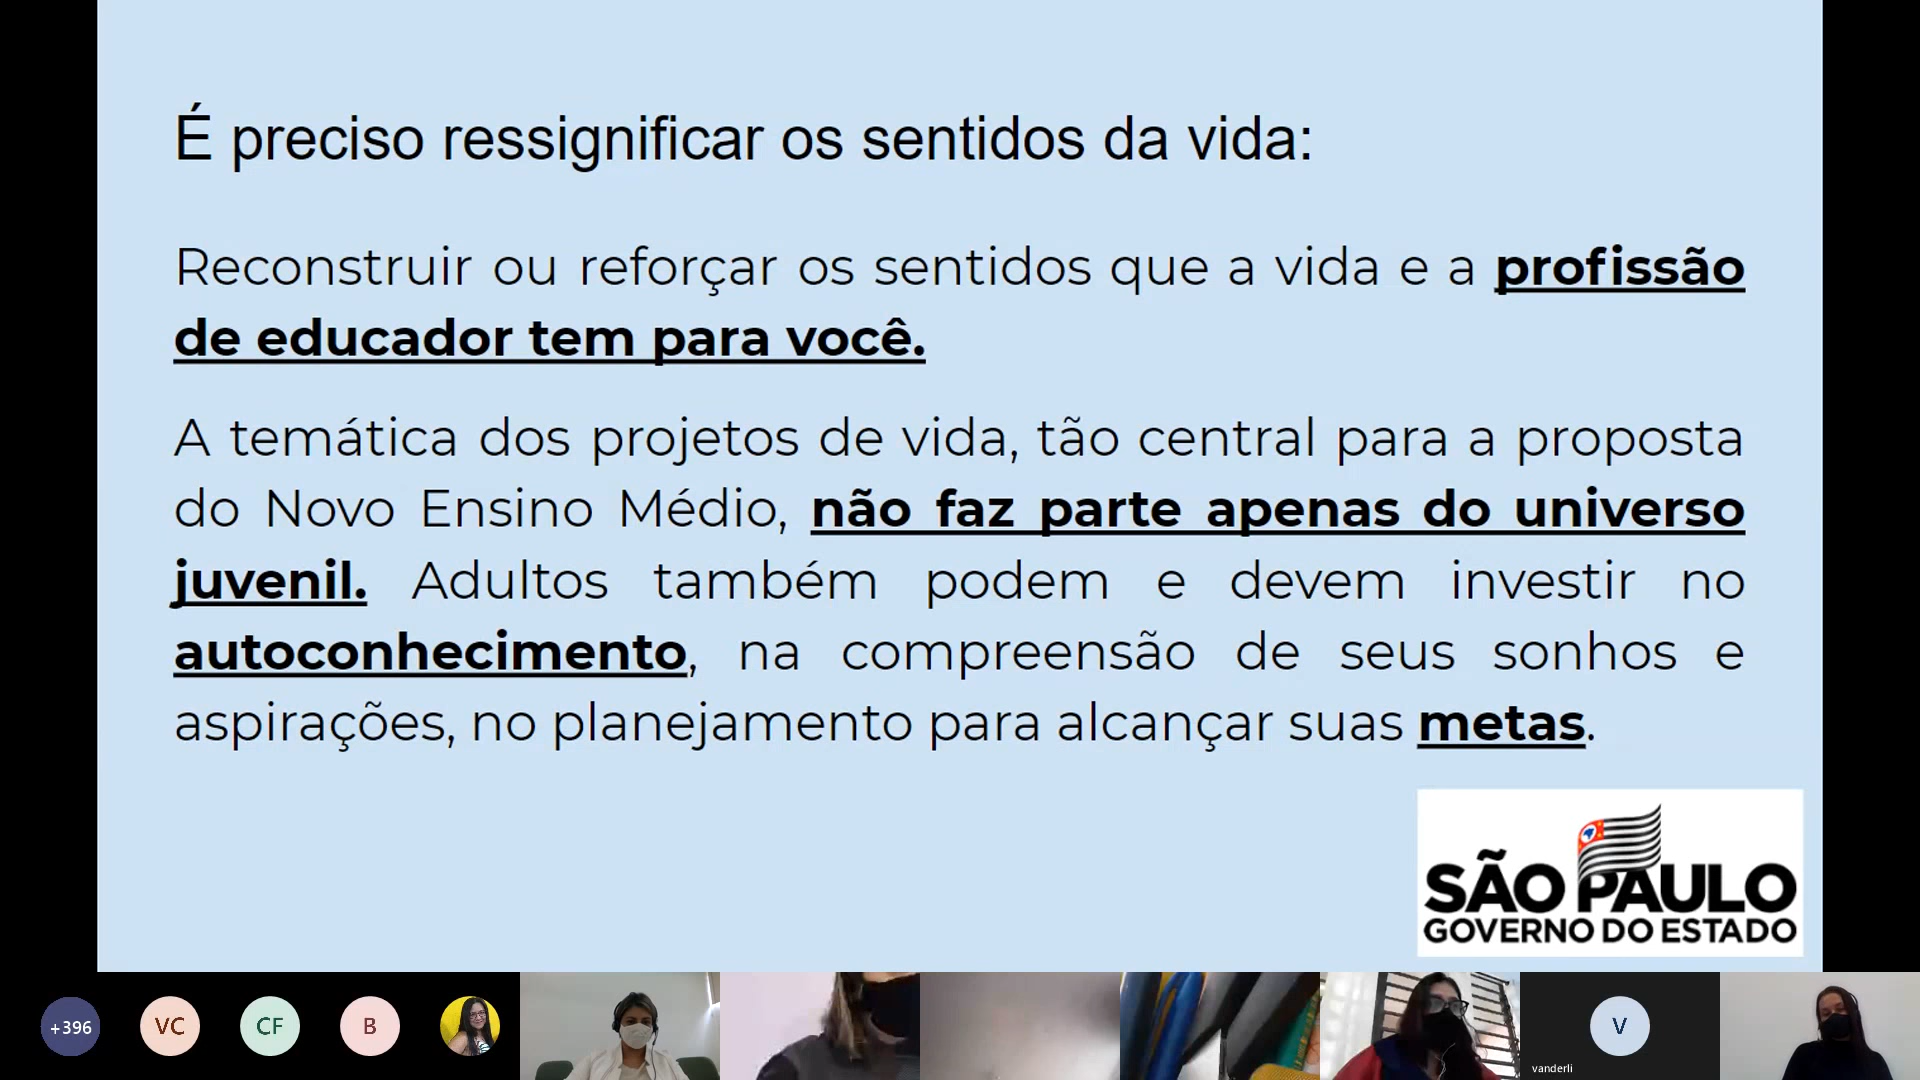 É preciso ressignificar os sentidos da vida:
Reconstruir ou reforçar os sentidos que a vida e a profissão
de educador tem para você.
A temática dos projetos de vida, tão central para a proposta
do Novo Ensino Médio, não faz parte apenas do universo
juvenil. Adultos também podem e devem investir no
autoconhecimento, na compreensão de seus sonhos e
aspirações, no planejamento para alcançar suas metas.
SÃO PAULO
GOVERNO DO ESTADO
+396
VC
CF
B
V
vanderli